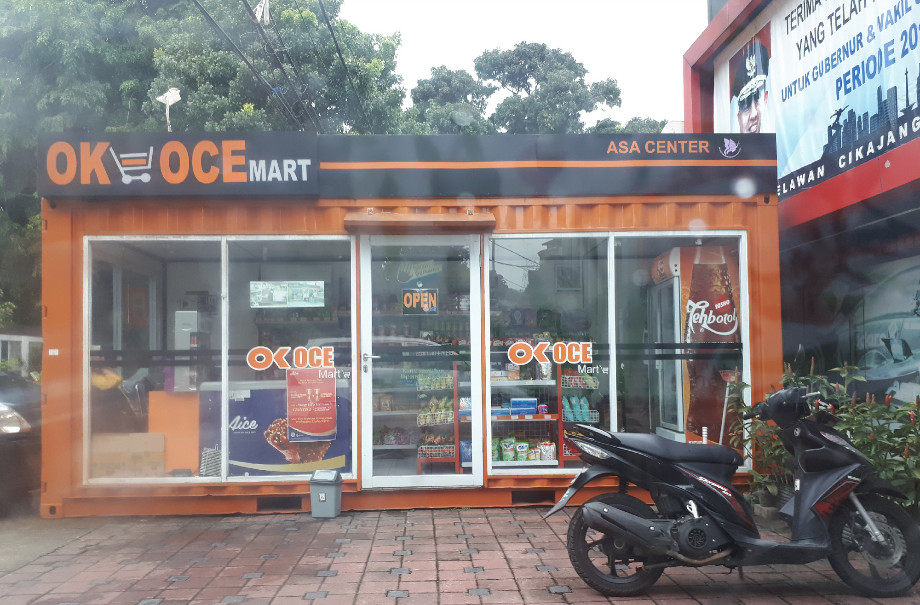 OK OCE MART
ASA CENTER
TERIMA
YANG TELAH
UNTUK GUBERNUR & WAKIL
PERIODE 20
ELAWAN CIKAJANG
OPEN
OK OCE
Mart
OK OCE
Mart
Aice
Tehbotol